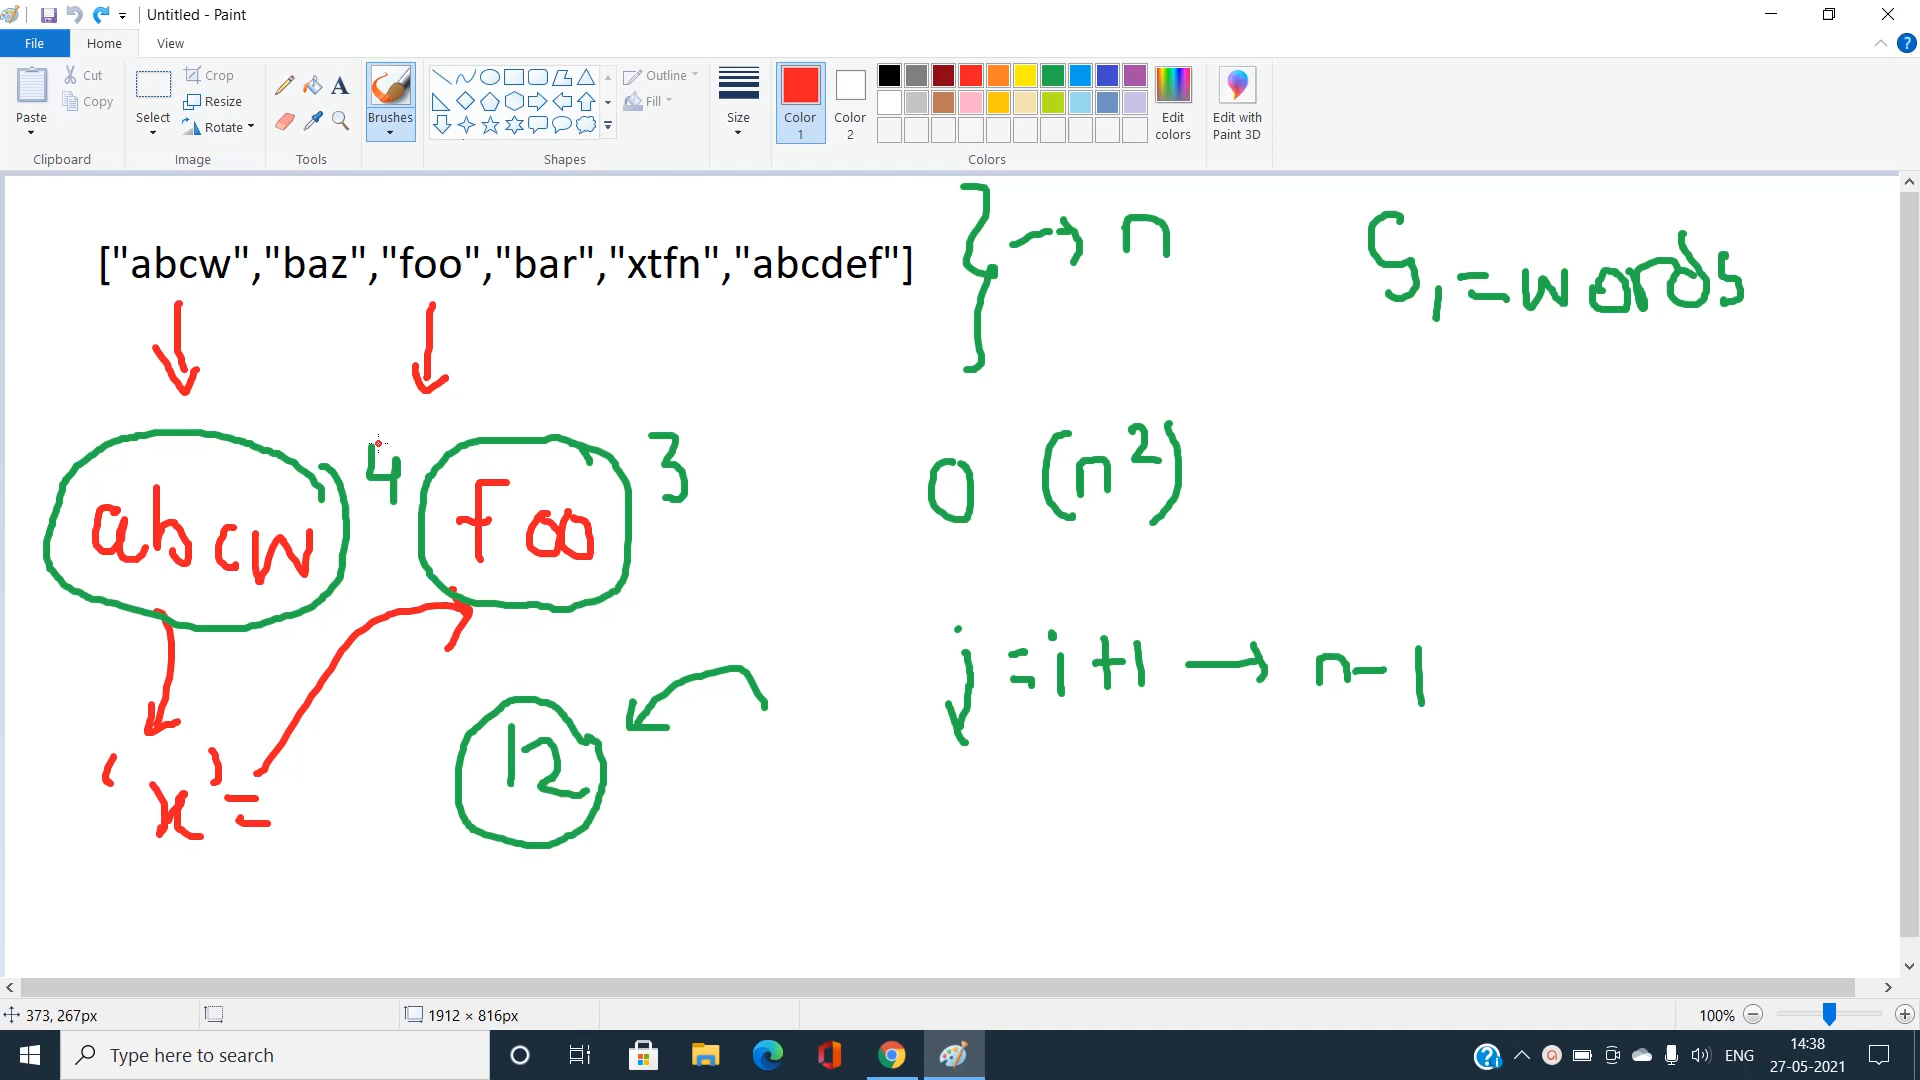 Untitled - Paint
File Home View
Cut
Copy
Paste
Clipboard
Select
Crop
Resize
Rotate
Image
Tools
Brushes
Shapes
Outline
Fill
Size
Color 1
Color 2
Colors
Edit colors
Edit with Paint 3D
["abcw","baz","foo","bar","xtfn","abcdef"]
n
S1 = words
abcw 4 foo 3
O (n2)
j = i + 1 → n - 1
'x' =
12
373, 267px
1912 × 816px
100%
Type here to search
ENG
14:38
27-05-2021